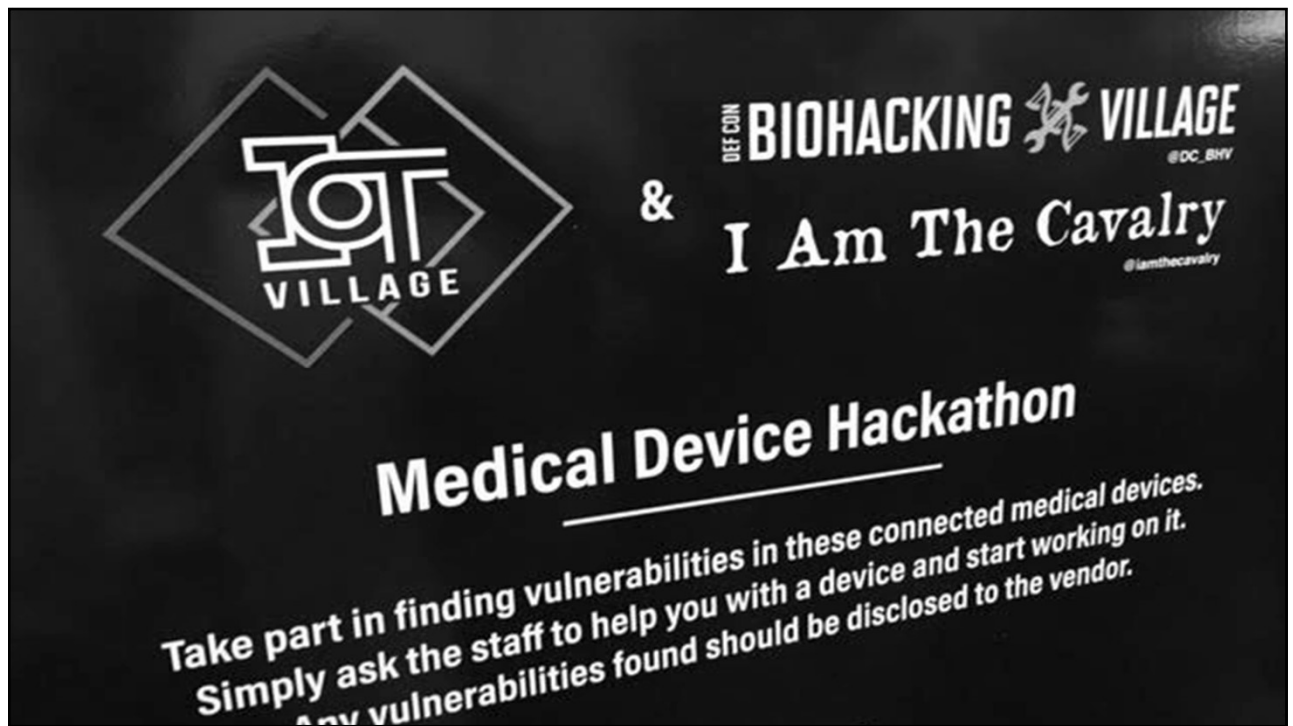 IOT
VILLAGE
&
DEF CON BIOHACKING VILLAGE
@DC_BHV
I Am The Cavalry
@iamthecavalry
Medical Device Hackathon
Take part in finding vulnerabilities in these connected medical devices.
Simply ask the staff to help you with a device and start working on it.
Any vulnerabilities found should be disclosed to the vendor.